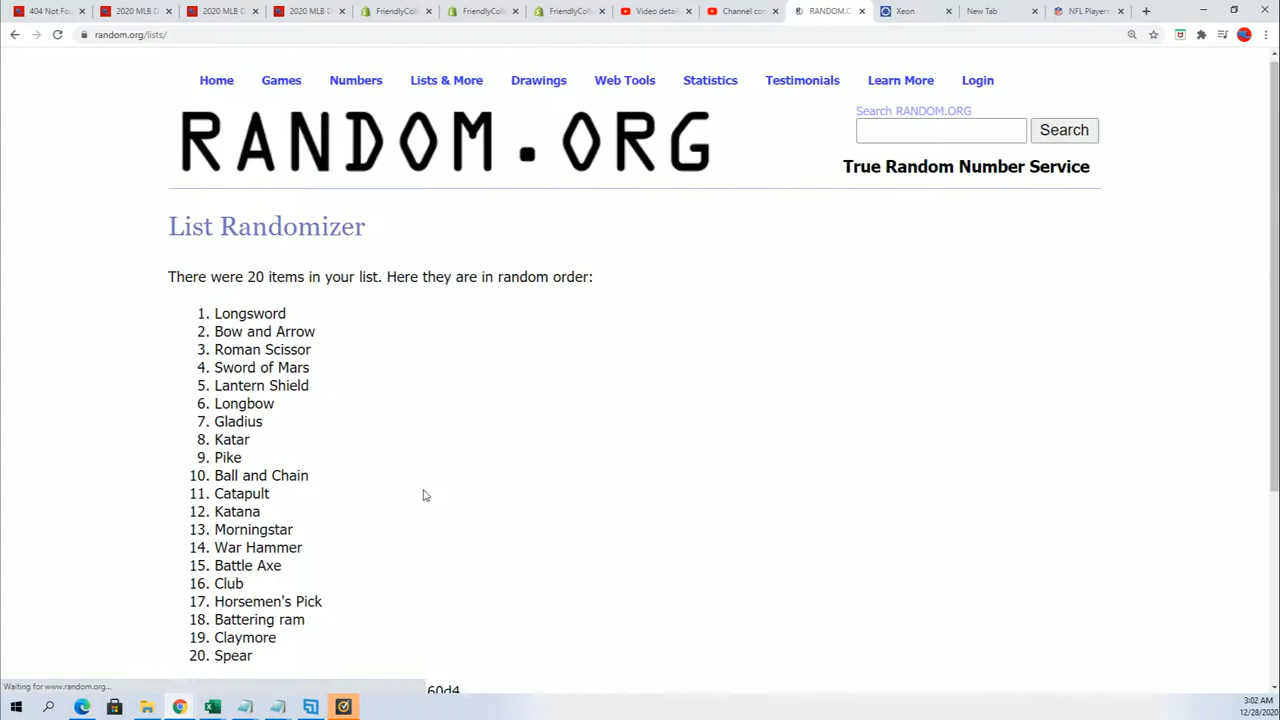 404 Not Fo
2020 MLB D
2020 MLB D
2020 MLB D
FriendlyColl
FriendlyColl
FriendlyColl
Video detai
Channel co
RANDOM.O
Xeon
New Tab
NFL Players
random.org/lists/
Home Games Numbers Lists & More Drawings Web Tools Statistics Testimonials Learn More Login
RANDOM.ORG
Search RANDOM.ORG
Search
True Random Number Service
List Randomizer
There were 20 items in your list. Here they are in random order:
1. Longsword
2. Bow and Arrow
3. Roman Scissor
4. Sword of Mars
5. Lantern Shield
6. Longbow
7. Gladius
8. Katar
9. Pike
10. Ball and Chain
11. Catapult
12. Katana
13. Morningstar
14. War Hammer
15. Battle Axe
16. Club
17. Horsemen's Pick
18. Battering ram
19. Claymore
20. Spear
Waiting for www.random.org...
60d4
3:02 AM
12/28/2020